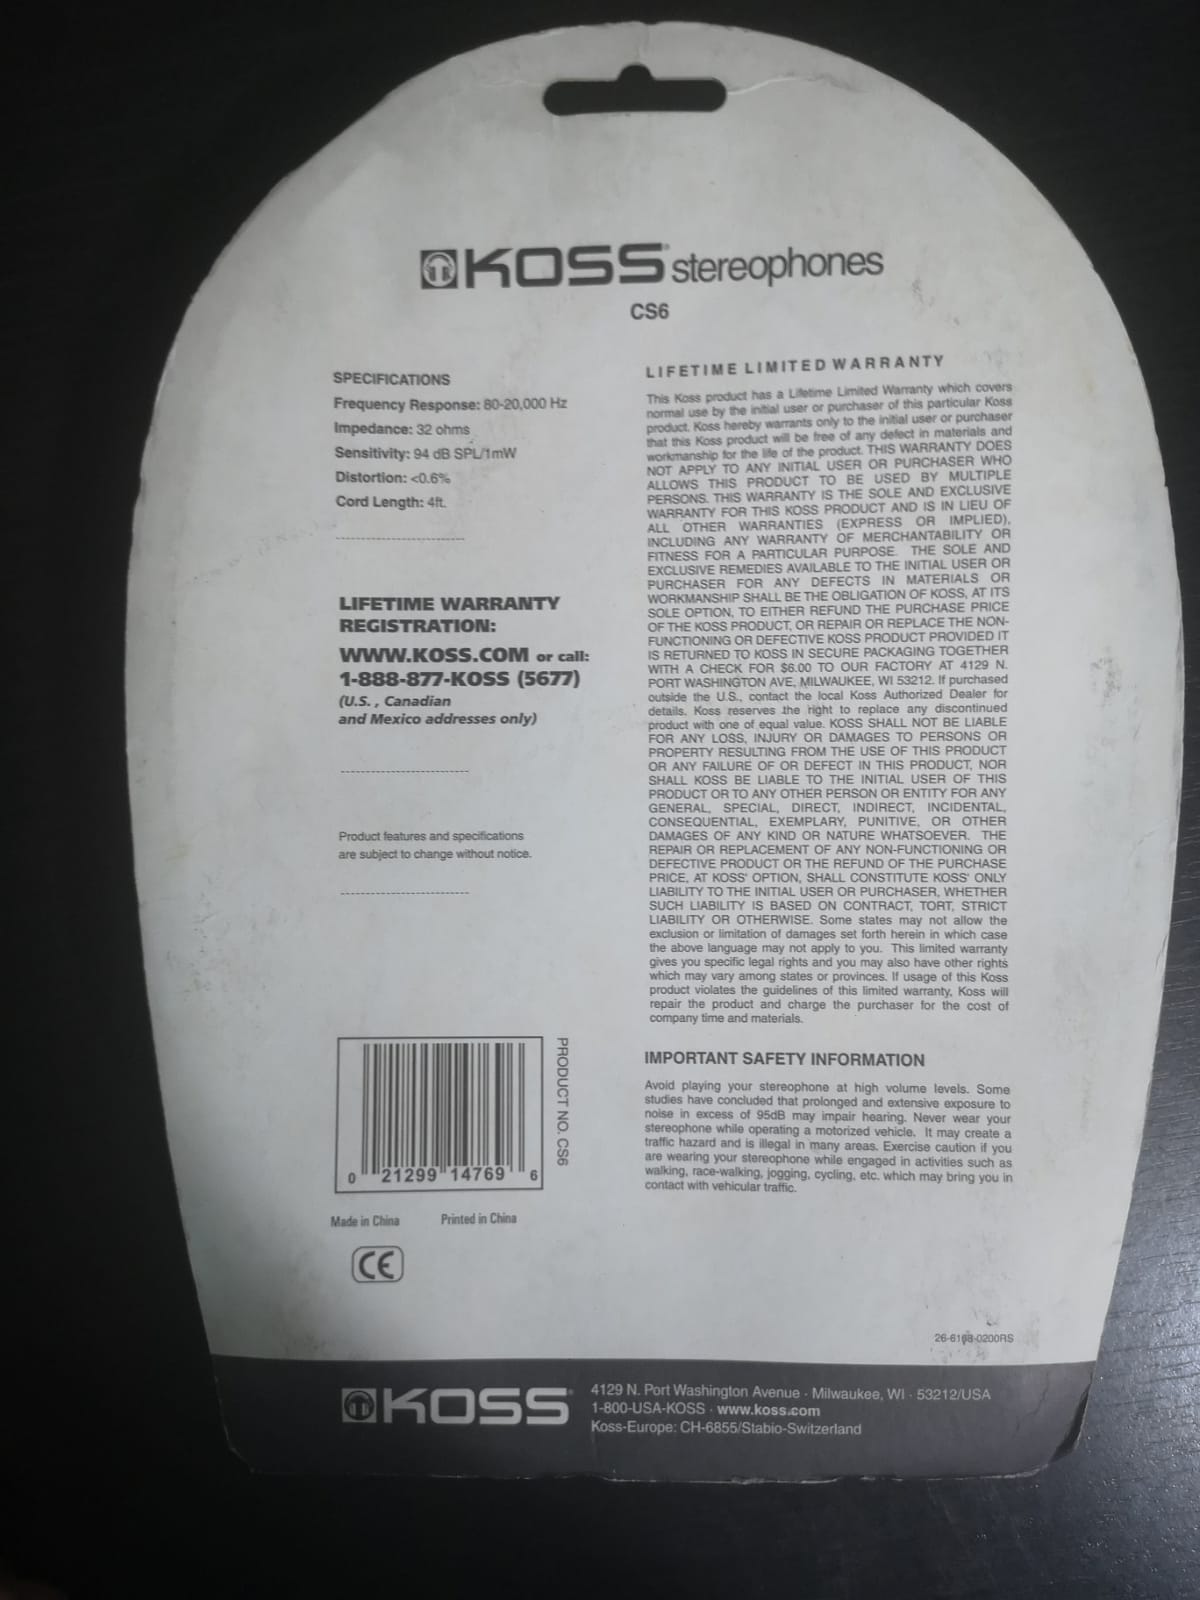 KOSS® stereophones
CS6
SPECIFICATIONS
Frequency Response: 80-20,000 Hz
Impedance: 32 ohms
Sensitivity: 94 dB SPL/1mW
Distortion: <0.6%
Cord Length: 4ft.
LIFETIME WARRANTY
REGISTRATION:
WWW.KOSS.COM or call:
1-888-877-KOSS (5677)
(U.S. , Canadian
and Mexico addresses only)
Product features and specifications
are subject to change without notice.
LIFETIME LIMITED WARRANTY
This Koss product has a Lifetime Limited Warranty which covers
normal use by the initial user or purchaser of this particular Koss
product. Koss hereby warrants only to the initial user or purchaser
that this Koss product will be free of any defect in materials and
workmanship for the life of the product. THIS WARRANTY DOES
NOT APPLY TO ANY INITIAL USER OR PURCHASER WHO
ALLOWS THIS PRODUCT TO BE USED BY MULTIPLE
PERSONS. THIS WARRANTY IS THE SOLE AND EXCLUSIVE
WARRANTY FOR THIS KOSS PRODUCT AND IS IN LIEU OF
ALL OTHER WARRANTIES (EXPRESS OR IMPLIED),
INCLUDING ANY WARRANTY OF MERCHANTABILITY OR
FITNESS FOR A PARTICULAR PURPOSE. THE SOLE AND
EXCLUSIVE REMEDIES AVAILABLE TO THE INITIAL USER OR
PURCHASER FOR ANY DEFECTS IN MATERIALS OR
WORKMANSHIP SHALL BE THE OBLIGATION OF KOSS, AT ITS
SOLE OPTION, TO EITHER REFUND THE PURCHASE PRICE
OF THE KOSS PRODUCT, OR REPAIR OR REPLACE THE NON-
FUNCTIONING OR DEFECTIVE KOSS PRODUCT PROVIDED IT
IS RETURNED TO KOSS IN SECURE PACKAGING TOGETHER
WITH A CHECK FOR $6.00 TO OUR FACTORY AT 4129 N.
PORT WASHINGTON AVE, MILWAUKEE, WI 53212. If purchased
outside the U.S., contact the local Koss Authorized Dealer for
details. Koss reserves the right to replace any discontinued
product with one of equal value. KOSS SHALL NOT BE LIABLE
FOR ANY LOSS, INJURY OR DAMAGES TO PERSONS OR
PROPERTY RESULTING FROM THE USE OF THIS PRODUCT
OR ANY FAILURE OF OR DEFECT IN THIS PRODUCT, NOR
SHALL KOSS BE LIABLE TO THE INITIAL USER OF THIS
PRODUCT OR TO ANY OTHER PERSON OR ENTITY FOR ANY
GENERAL, SPECIAL, DIRECT, INDIRECT, INCIDENTAL,
CONSEQUENTIAL, EXEMPLARY, PUNITIVE, OR OTHER
DAMAGES OF ANY KIND OR NATURE WHATSOEVER. THE
REPAIR OR REPLACEMENT OF ANY NON-FUNCTIONING OR
DEFECTIVE PRODUCT OR THE REFUND OF THE PURCHASE
PRICE, AT KOSS' OPTION, SHALL CONSTITUTE KOSS' ONLY
LIABILITY TO THE INITIAL USER OR PURCHASER, WHETHER
SUCH LIABILITY IS BASED ON CONTRACT, TORT, STRICT
LIABILITY OR OTHERWISE. Some states may not allow the
exclusion or limitation of damages set forth herein in which case
the above language may not apply to you. This limited warranty
gives you specific legal rights and you may also have other rights
which may vary among states or provinces. If usage of this Koss
product violates the guidelines of this limited warranty, Koss will
repair the product and charge the purchaser for the cost of
company time and materials.
IMPORTANT SAFETY INFORMATION
Avoid playing your stereophone at high volume levels. Some
studies have concluded that prolonged and extensive exposure to
noise in excess of 95dB may impair hearing. Never wear your
stereophone while operating a motorized vehicle. It may create a
traffic hazard and is illegal in many areas. Exercise caution if you
are wearing your stereophone while engaged in activities such as
walking, race-walking, jogging, cycling, etc. which may bring you in
contact with vehicular traffic.
0 21299 14769 6
PRODUCT NO. CS6
Made in China Printed in China
CE
KOSS®
4129 N. Port Washington Avenue · Milwaukee, WI · 53212/USA
1-800-USA-KOSS · www.koss.com
Koss-Europe: CH-6855/Stabio-Switzerland